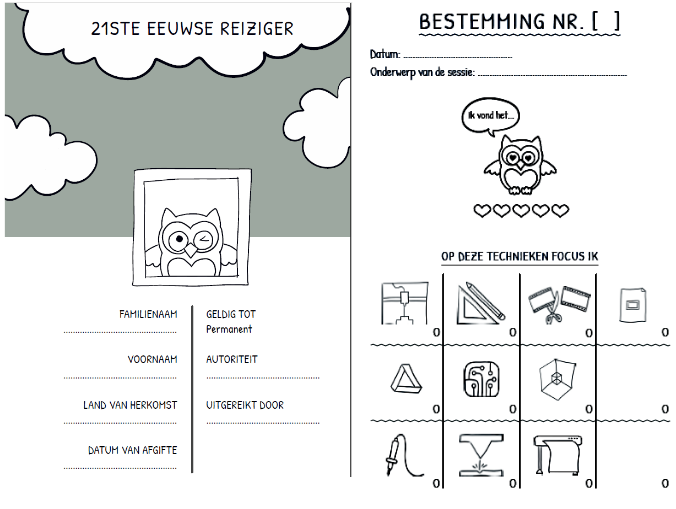 21STE EEUWSE REIZIGER
FAMILIENAAM
VOORNAAM
LAND VAN HERKOMST
DATUM VAN AFGIFTE
GELDIG TOT
Permanent
AUTORITEIT
UITGEREIKT DOOR
BESTEMMING NR. [ ]
Datum:
Onderwerp van de sessie:
Ik vond het...
OP DEZE TECHNIEKEN FOCUS IK
0 0 0 0
0 0 0 0
0 0 0 0